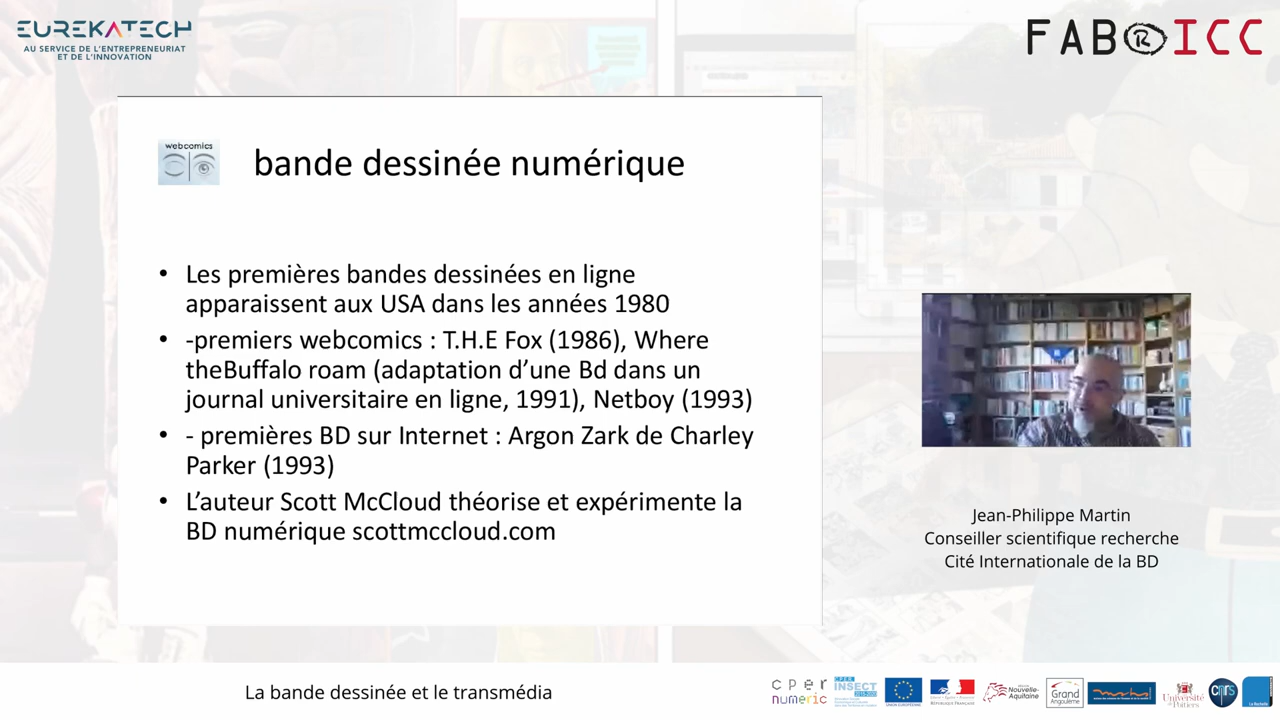 EUREKATECH
AU SERVICE DE L'ENTREPRENEURIAT
ET DE L'INNOVATION
FAB R ICC
webcomics
bande dessinée numérique
• Les premières bandes dessinées en ligne
apparaissent aux USA dans les années 1980
• -premiers webcomics : T.H.E Fox (1986), Where
theBuffalo roam (adaptation d’une Bd dans un
journal universitaire en ligne, 1991), Netboy (1993)
• - premières BD sur Internet : Argon Zark de Charley
Parker (1993)
• L’auteur Scott McCloud théorise et expérimente la
BD numérique scottmccloud.com
Jean-Philippe Martin
Conseiller scientifique recherche
Cité Internationale de la BD
La bande dessinée et le transmédia
cper
numeric
CPER
INSECT
UNION EUROPÉENNE
RÉPUBLIQUE FRANÇAISE
Nouvelle-
Aquitaine
Grand
Angoulême
Université
de Poitiers
cnrs
La Rochelle